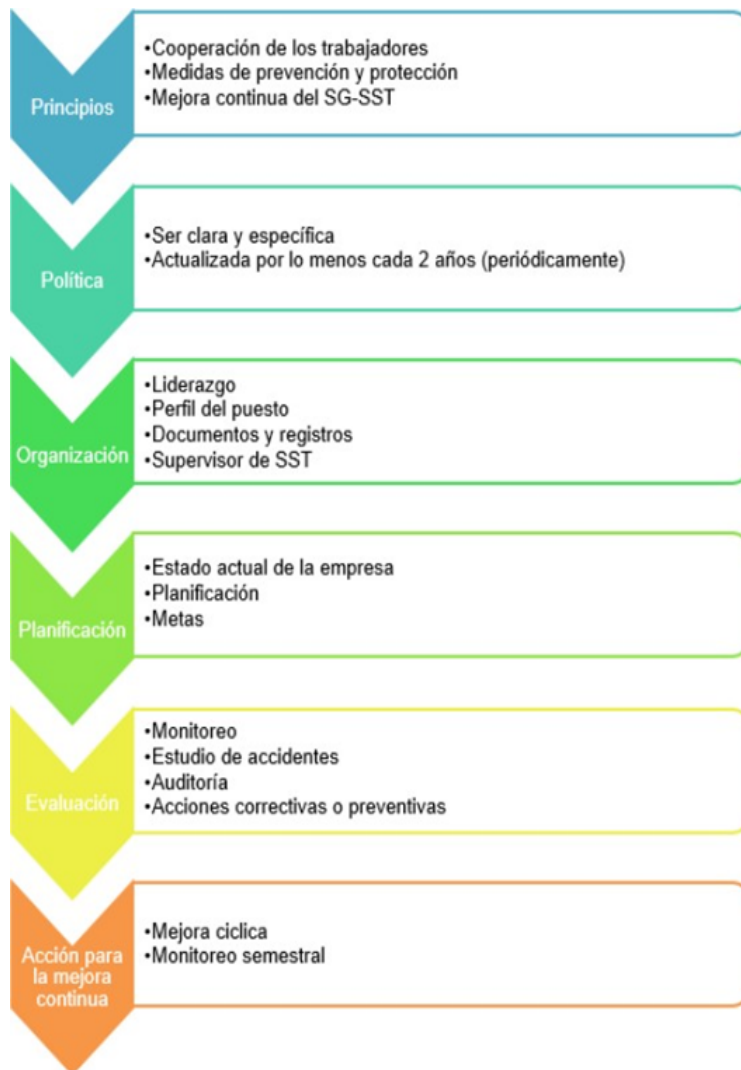 Principios
•Cooperación de los trabajadores
•Medidas de prevención y protección
•Mejora continua del SG-SST
Política
•Ser clara y específica
•Actualizada por lo menos cada 2 años (periódicamente)
Organización
•Liderazgo
•Perfil del puesto
•Documentos y registros
•Supervisor de SST
Planificación
•Estado actual de la empresa
•Planificación
•Metas
Evaluación
•Monitoreo
•Estudio de accidentes
•Auditoría
•Acciones correctivas o preventivas
Acción para
la mejora
continua
•Mejora ciclica
•Monitoreo semestral